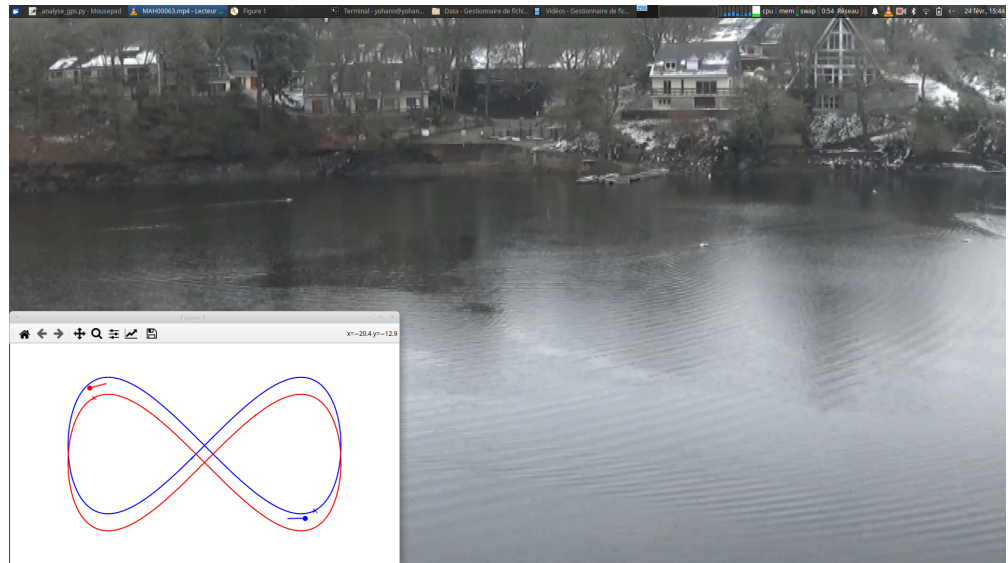 _analyse_gps.py - Mousepad MAH00063.mp4 - Lecteur ... Figure 1 Terminal - yohann@yohan... Data - Gestionnaire de fichi... Vidéos - Gestionnaire de fic... cpu mem swap 0:54 Réseau 24 févr., 15:44
Figure 1
x=−20.4 y=−12.9